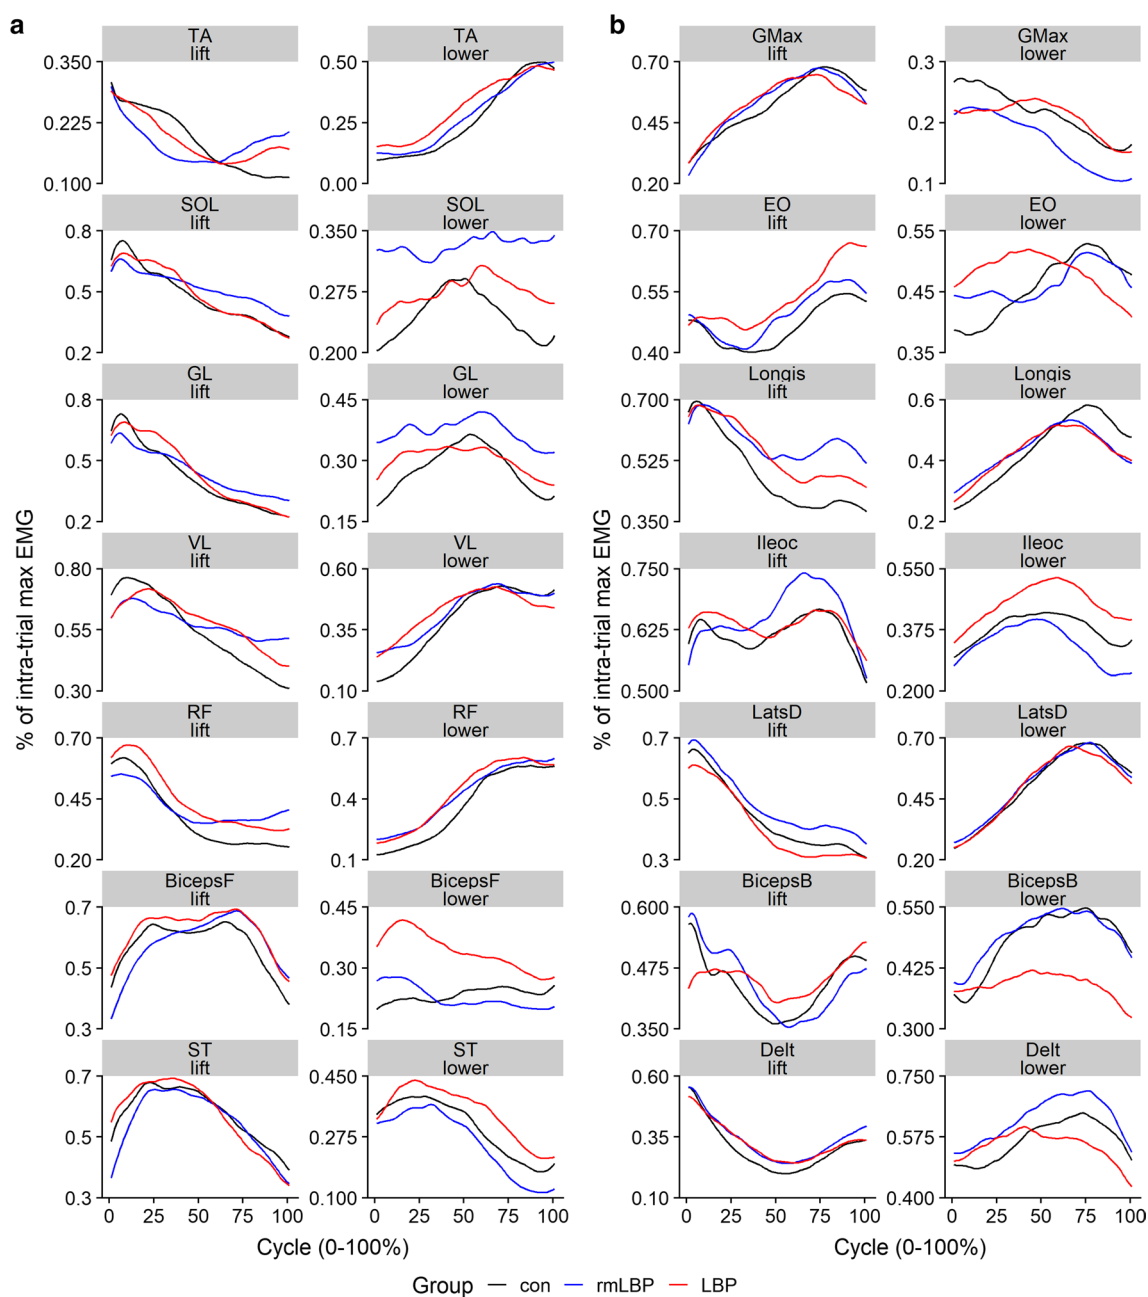 a
b
TA
lift
TA
lower
GMax
lift
GMax
lower
0.350
0.225
0.100
0.50
0.25
0.00
0.70
0.45
0.20
0.3
0.2
0.1
SOL
lift
SOL
lower
EO
lift
EO
lower
0.8
0.5
0.2
0.350
0.275
0.200
0.70
0.55
0.40
0.55
0.45
0.35
GL
lift
GL
lower
Longis
lift
Longis
lower
0.8
0.5
0.2
0.45
0.30
0.15
0.700
0.525
0.350
0.6
0.4
0.2
VL
lift
VL
lower
Ileoc
lift
Ileoc
lower
0.80
0.55
0.30
0.60
0.35
0.10
0.750
0.625
0.500
0.550
0.375
0.200
RF
lift
RF
lower
LatsD
lift
LatsD
lower
0.70
0.45
0.20
0.7
0.4
0.1
0.7
0.5
0.3
0.7
0.5
0.3
BicepsF
lift
BicepsF
lower
BicepsB
lift
BicepsB
lower
0.7
0.5
0.3
0.45
0.30
0.15
0.600
0.475
0.350
0.550
0.425
0.300
ST
lift
ST
lower
Delt
lift
Delt
lower
0.7
0.5
0.3
0.450
0.275
0.100
0.60
0.35
0.10
0.750
0.575
0.400
0 25 50 75 100
0 25 50 75 100
0 25 50 75 100
0 25 50 75 100
% of intra-trial max EMG
% of intra-trial max EMG
Cycle (0-100%)
Cycle (0-100%)
Group con rmLBP LBP